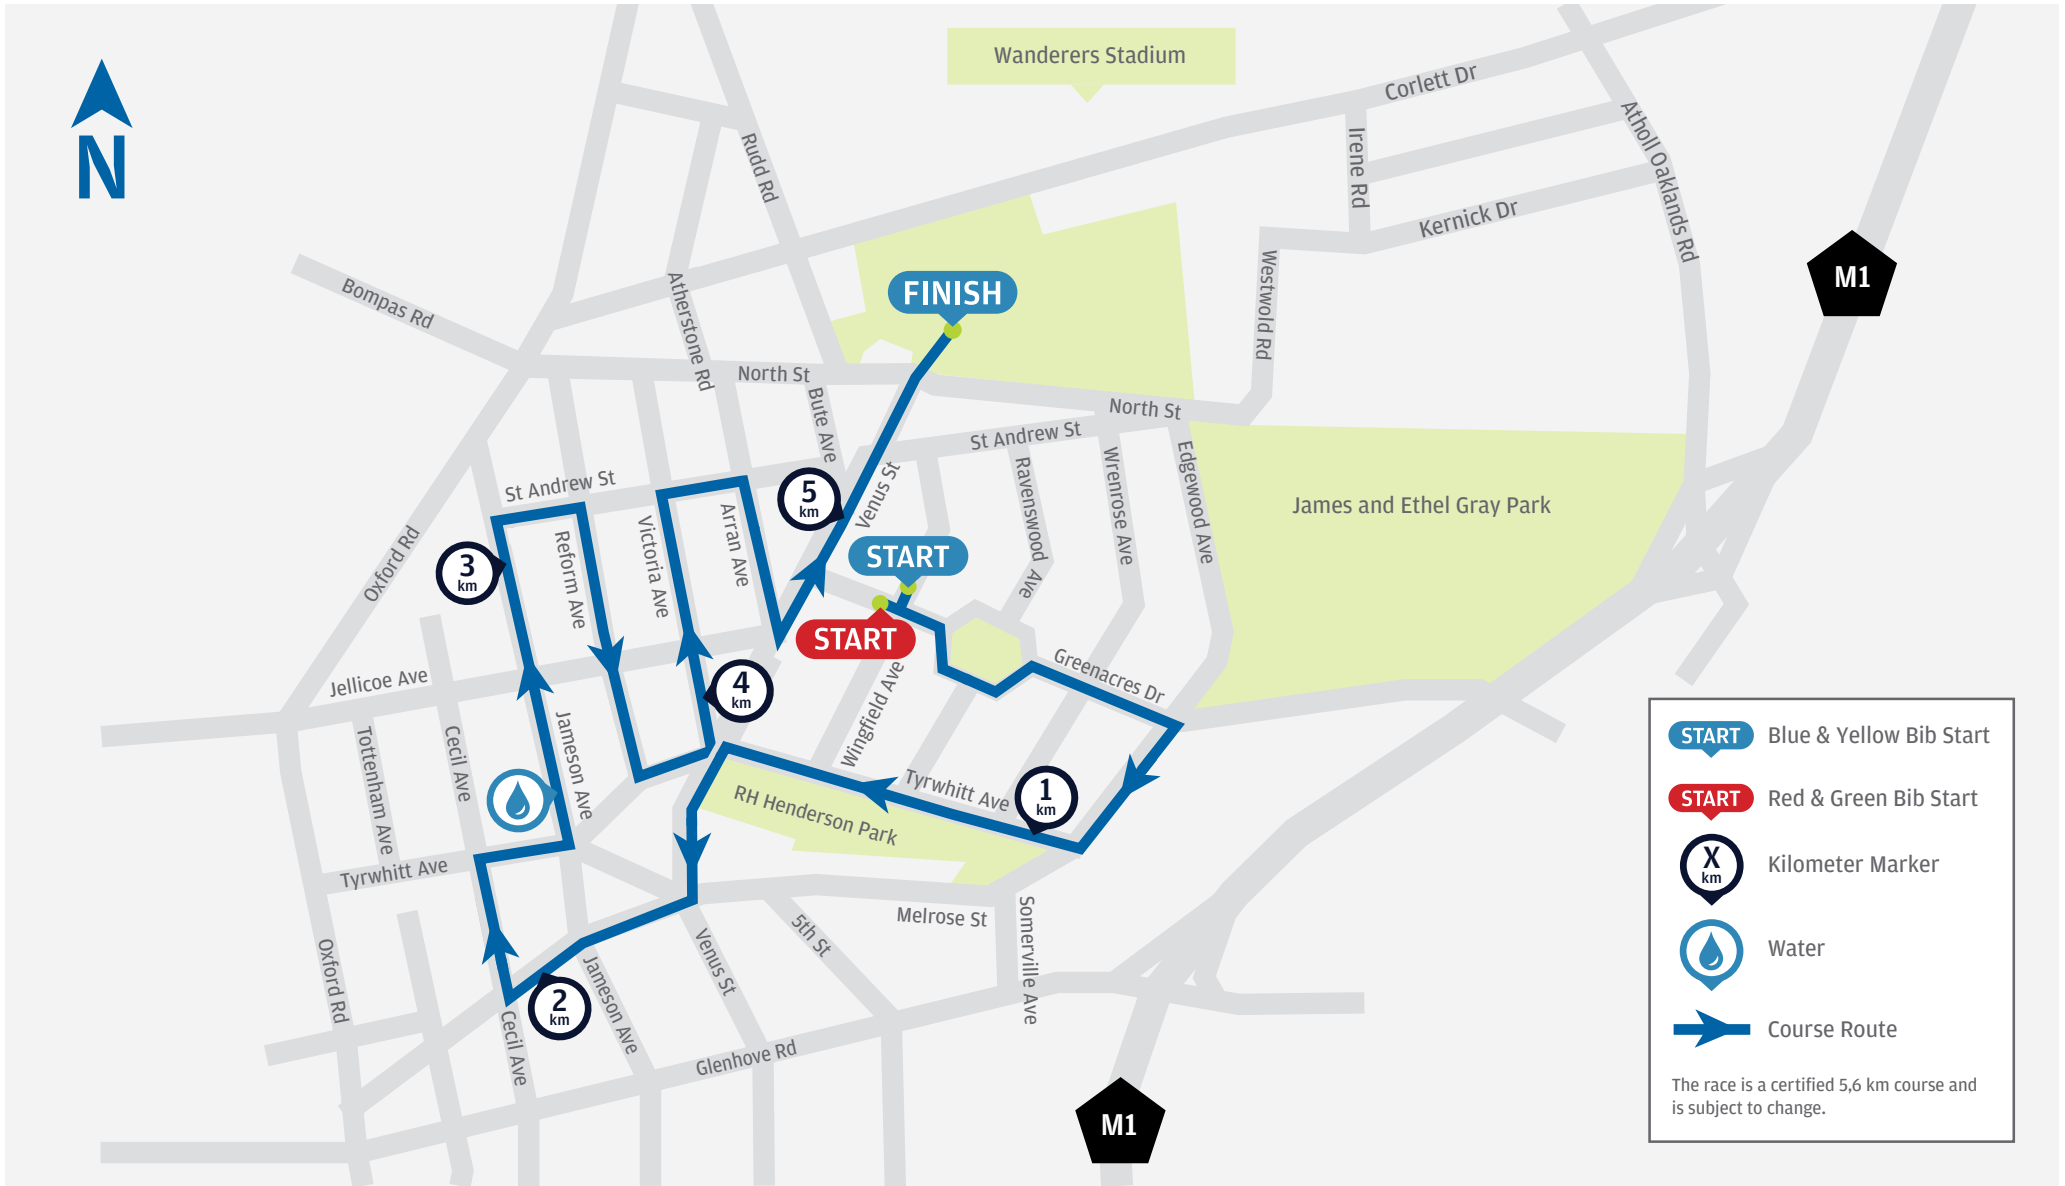 Wanderers Stadium
N
Corlett Dr
Rudd Rd
Irene Rd
Atholl Oaklands Rd
Kernick Dr
M1
Bompas Rd
Atherstone Rd
FINISH
Westwold Rd
North St
Bute Ave
North St
St Andrew St
St Andrew St
Oxford Rd
3
km
Reform Ave
Victoria Ave
Arran Ave
5
km
Venus St
Ravenswood Ave
Wrenrose Ave
Edgewood Ave
James and Ethel Gray Park
START
START
Greenacres Dr
Jellicoe Ave
4
km
Wingfield Ave
Tottenham Ave
Cecil Ave
Jameson Ave
RH Henderson Park
Tyrwhitt Ave
1
km
Tyrwhitt Ave
Melrose St
5th St
Somerville Ave
Oxford Rd
Venus St
Jameson Ave
2
km
Cecil Ave
Glenhove Rd
M1
START
Blue & Yellow Bib Start
START
Red & Green Bib Start
X
km
Kilometer Marker
Water
Course Route
The race is a certified 5,6 km course and
is subject to change.